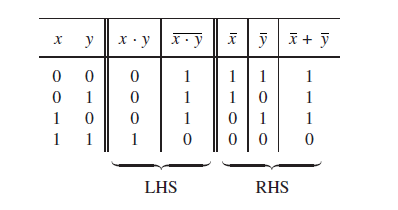 x y x · y x̅ ·̅ y̅ x̅ y̅ x̅ + y̅
0 0 0 1 1 1 1
0 1 0 1 1 0 1
1 0 0 1 0 1 1
1 1 1 0 0 0 0
LHS RHS